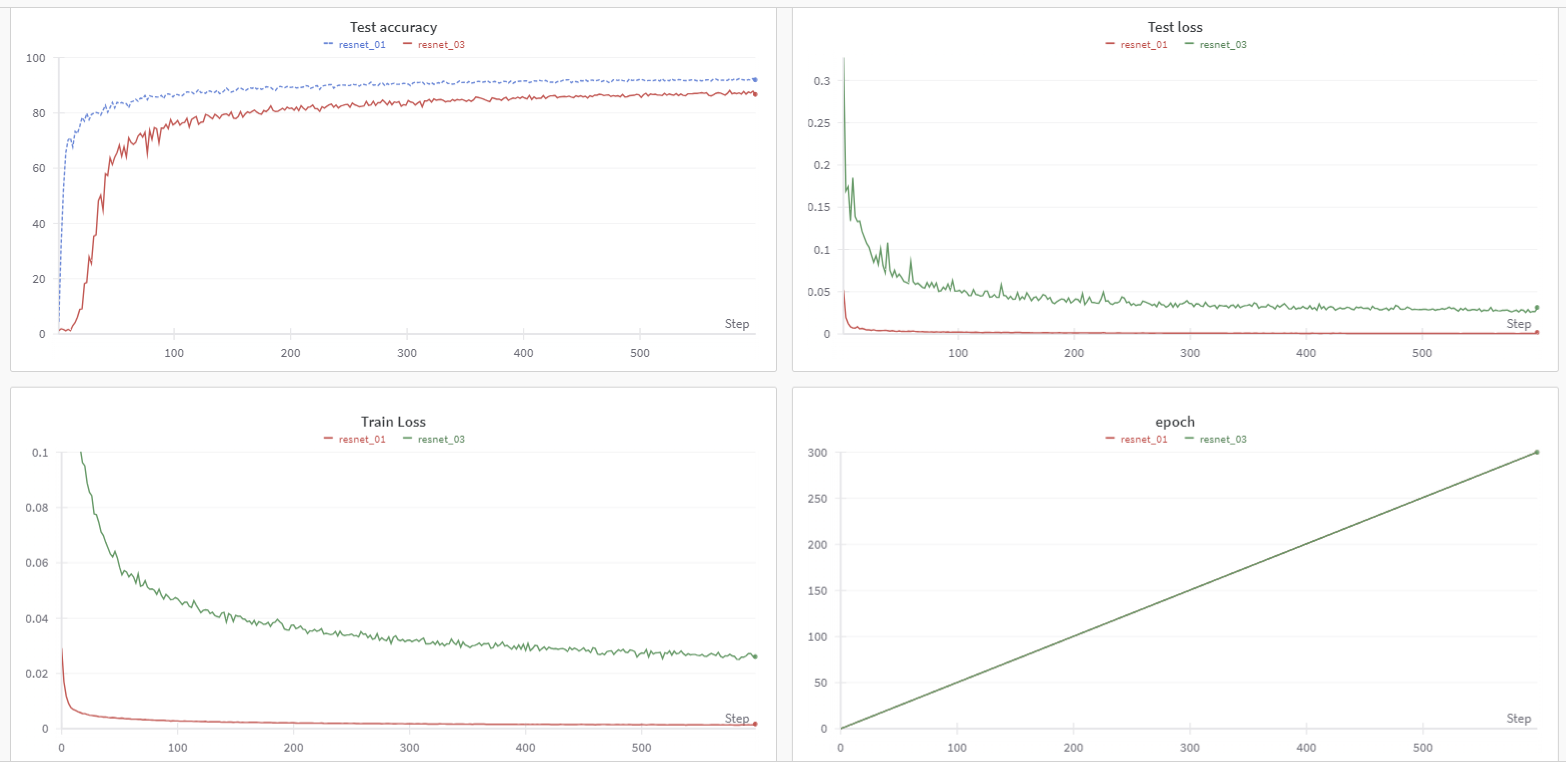 Test accuracy
resnet_01 resnet_03
100
80
60
40
20
0
Step
100 200 300 400 500
Test loss
resnet_01 resnet_03
0.3
0.25
0.2
0.15
0.1
0.05
0
Step
100 200 300 400 500
Train Loss
resnet_01 resnet_03
0.1
0.08
0.06
0.04
0.02
0
Step
0 100 200 300 400 500
epoch
resnet_01 resnet_03
300
250
200
150
100
50
0
Step
0 100 200 300 400 500